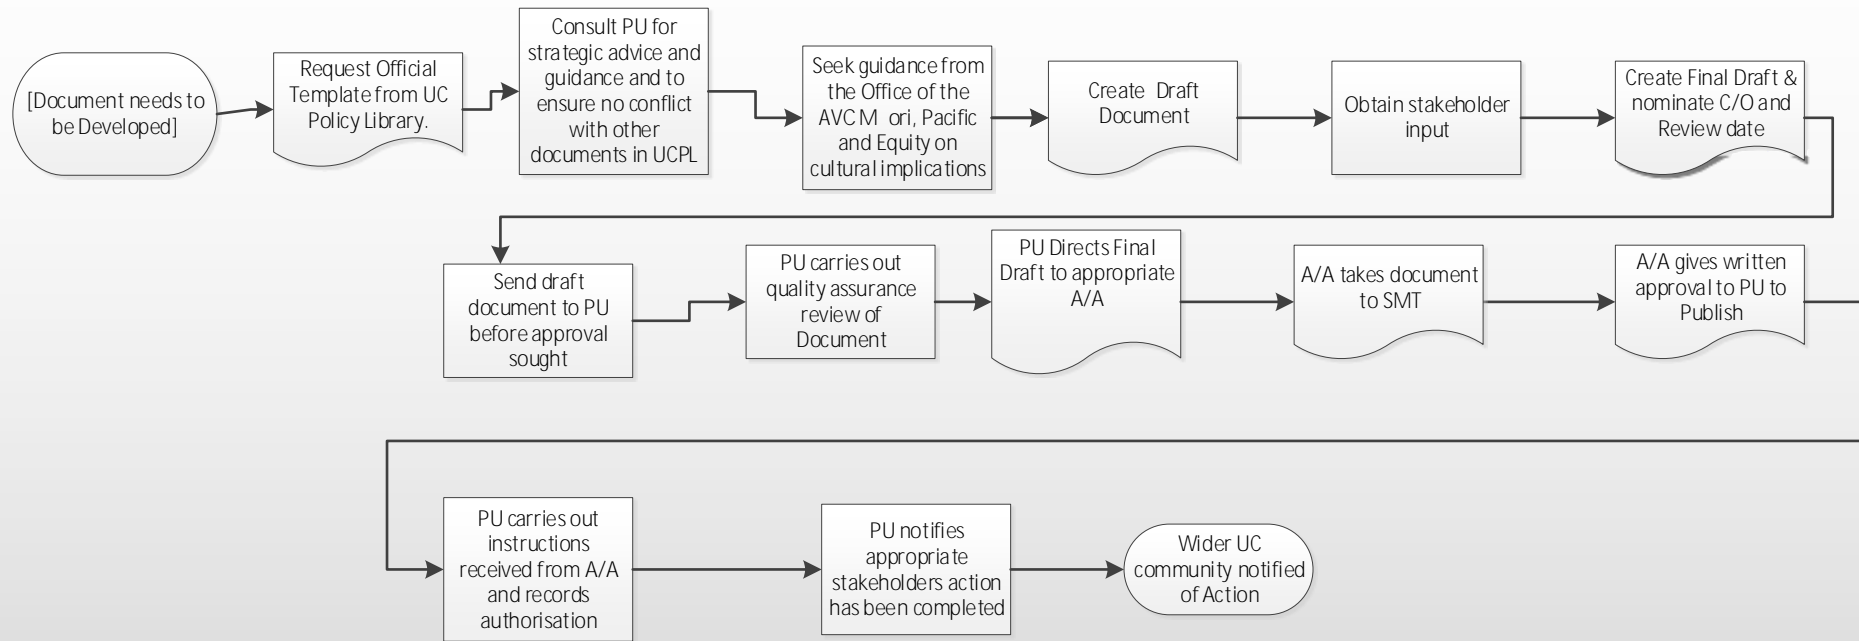 [Document needs to
be Developed]
Request Official
Template from UC
Policy Library.
Consult PU for
strategic advice and
guidance and to
ensure no conflict
with other
documents in UCPL
Seek guidance from
the Office of the
AVC M ori, Pacific
and Equity on
cultural implications
Create Draft
Document
Obtain stakeholder
input
Create Final Draft &
nominate C/O and
Review date
Send draft
document to PU
before approval
sought
PU carries out
quality assurance
review of
Document
PU Directs Final
Draft to appropriate
A/A
A/A takes document
to SMT
A/A gives written
approval to PU to
Publish
PU carries out
instructions
received from A/A
and records
authorisation
PU notifies
appropriate
stakeholders action
has been completed
Wider UC
community notified
of Action